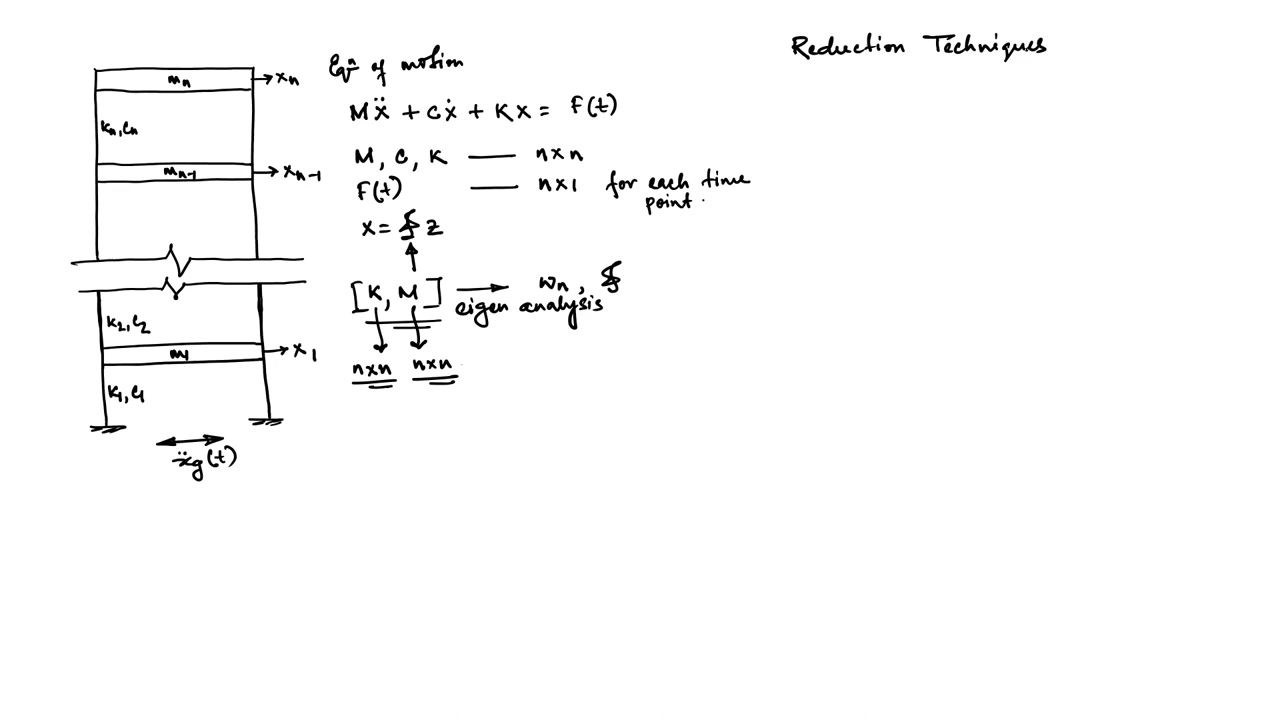 Reduction Techniques
Eqⁿ of motion
Mẍ + Cẋ + Kx = F(t)
M, C, K — n×n
F(t) — n×1 for each time
point.
x = Φ z
[K, M] → ωn, Φ
eigen analysis
n×n n×n
mn → xn
kn, cn
mn-1 → xn-1
k2, c2
m1 → x1
k1, c1
ẍg(t)